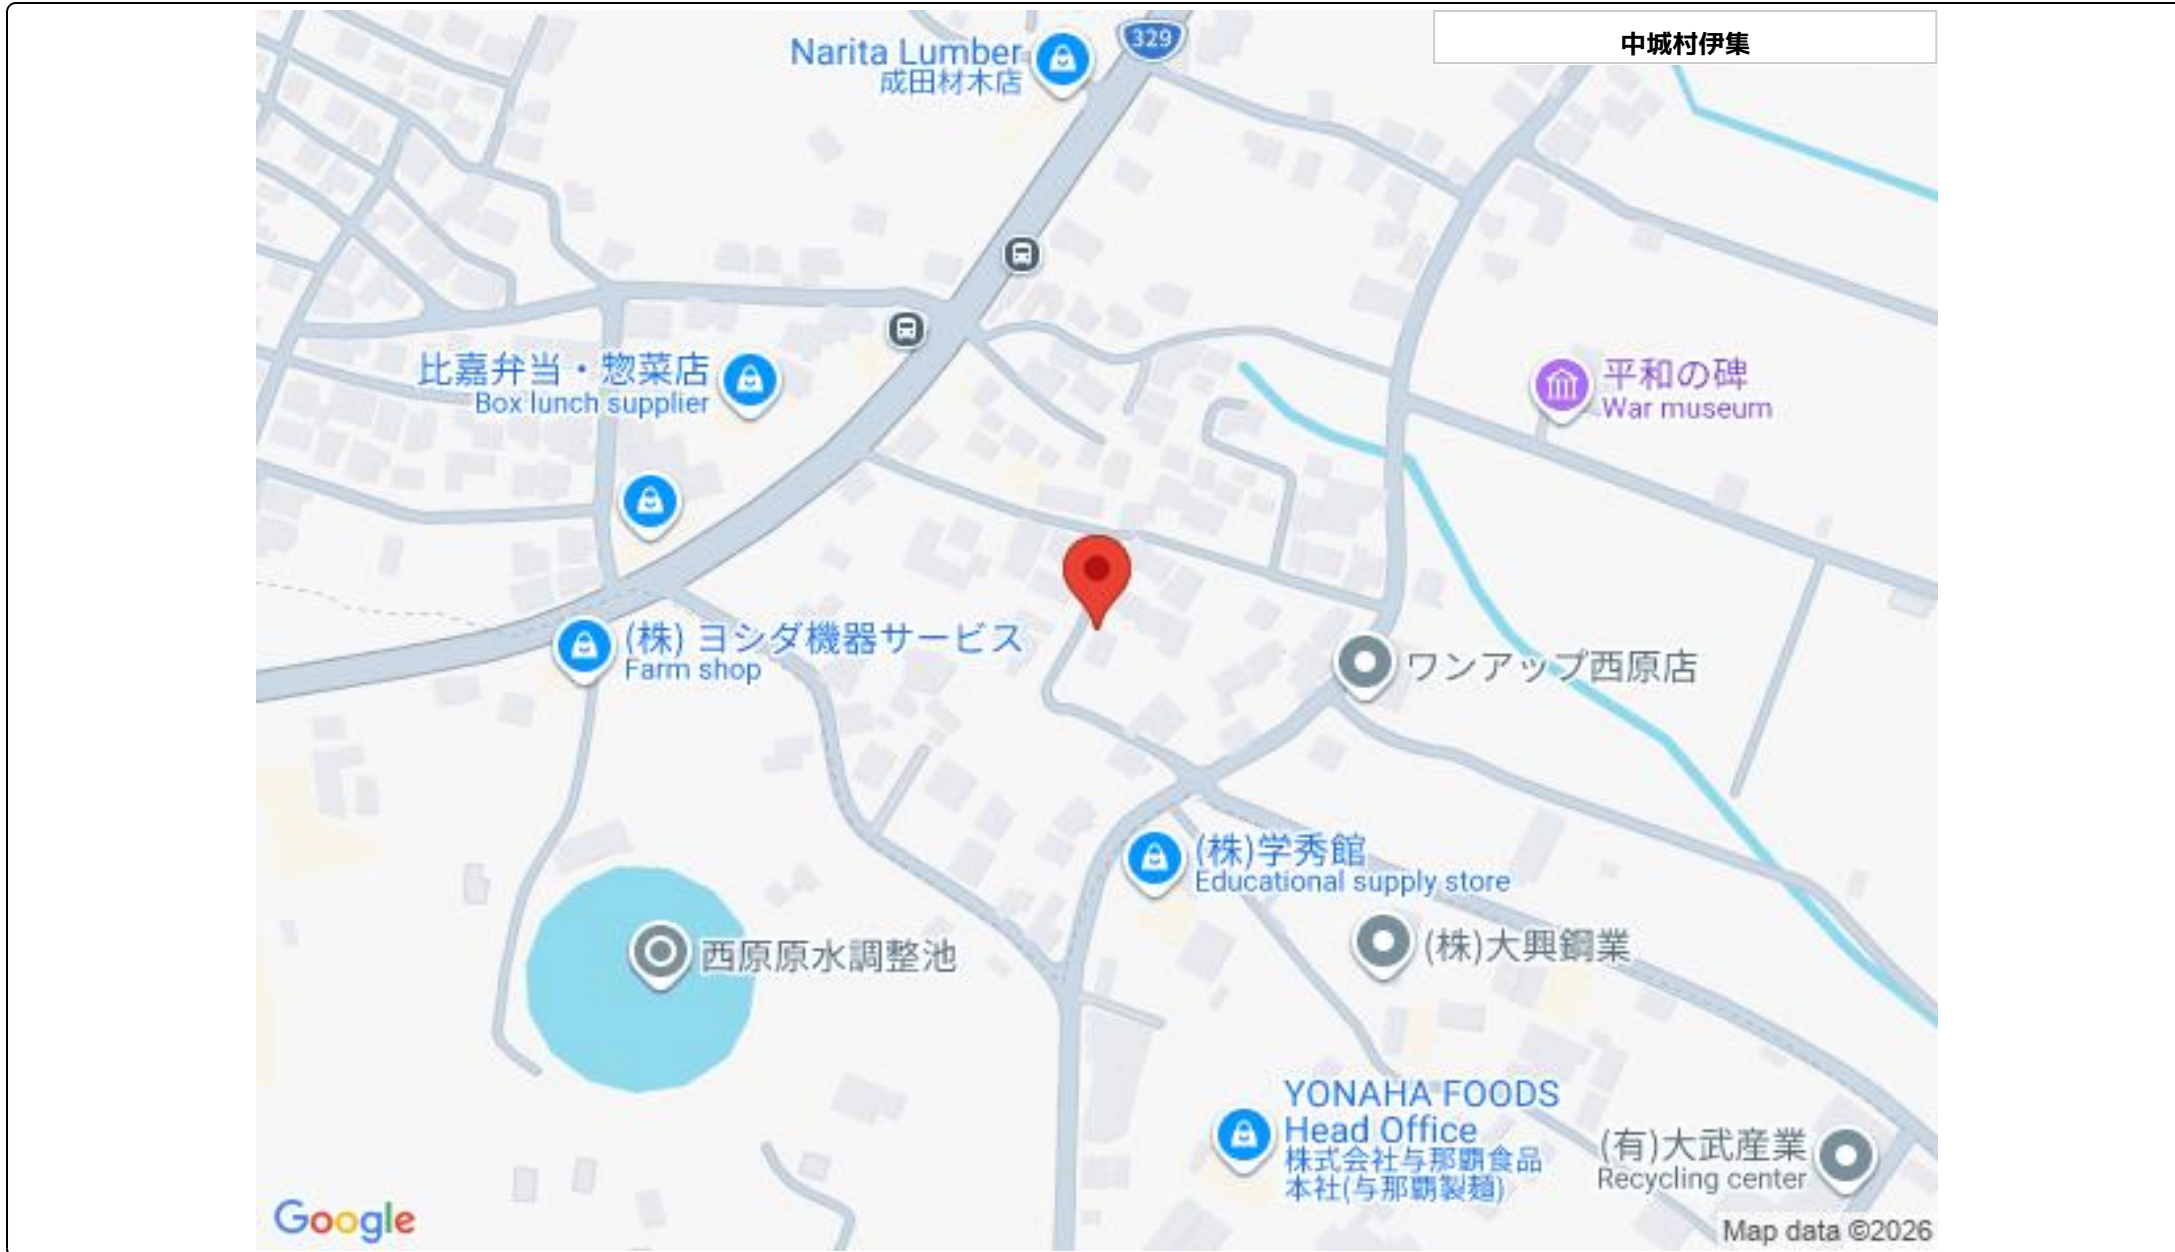 中城村伊集
329
Narita Lumber
成田材木店
比嘉弁当・惣菜店
Box lunch supplier
平和の碑
War museum
(株) ヨシダ機器サービス
Farm shop
ワンアップ西原店
(株)学秀館
Educational supply store
西原原水調整池
(株)大興鋼業
YONAHA FOODS
Head Office
株式会社与那覇食品
本社(与那覇製麺)
(有)大武産業
Recycling center
Google
Map data ©2026